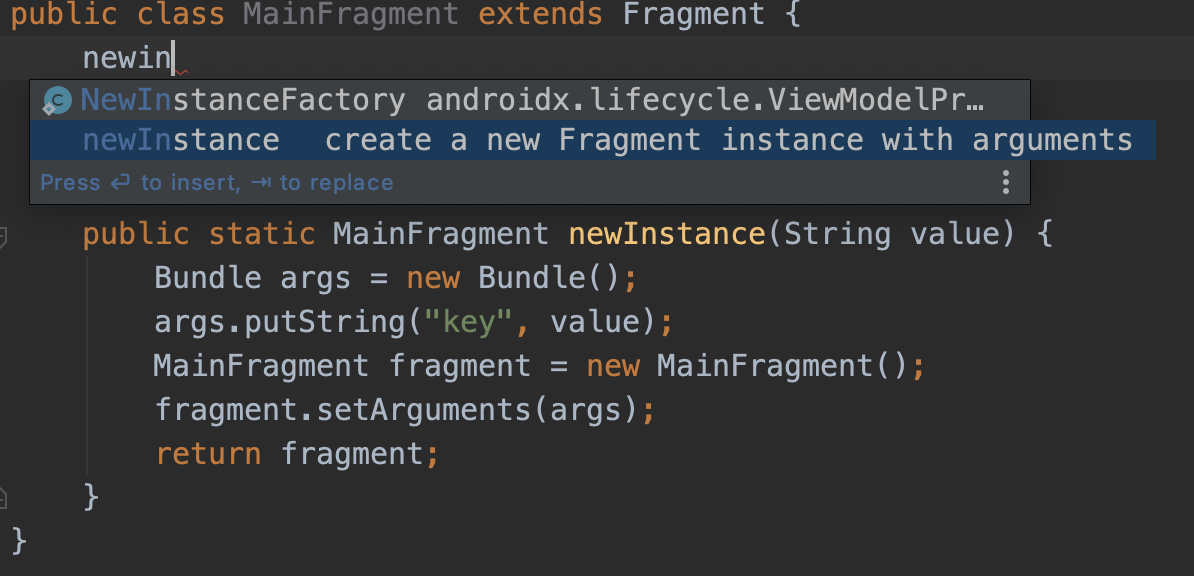 public class MainFragment extends Fragment {
newin
C NewInstanceFactory androidx.lifecycle.ViewModelPr…
newInstance create a new Fragment instance with arguments
Press ↩ to insert, ⇥ to replace
public static MainFragment newInstance(String value) {
Bundle args = new Bundle();
args.putString("key", value);
MainFragment fragment = new MainFragment();
fragment.setArguments(args);
return fragment;
}
}